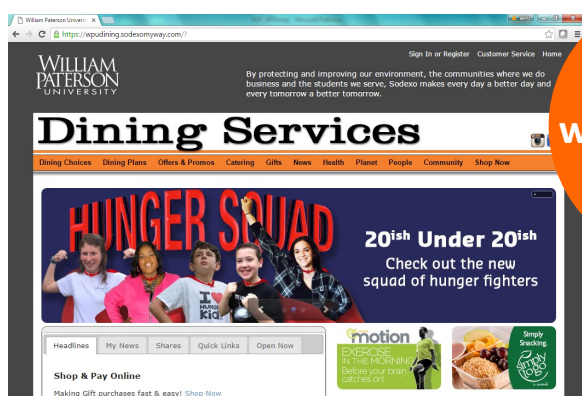 William Paterson Universi
https://wpudining.sodexomyway.com/?
Sign In or Register Customer Service Home
WILLIAM
PATERSON
UNIVERSITY
By protecting and improving our environment, the communities where we do
business and the students we serve, Sodexo makes every day a better day and
every tomorrow a better tomorrow.
Dining Services
W
Dining Choices Dining Plans Offers & Promos Catering Gifts News Health Planet People Community Shop Now
HUNGER SQUAD
20ish Under 20ish
Check out the new
squad of hunger fighters
I
HUNGER
kid
Headlines My News Shares Quick Links Open Now
Shop & Pay Online
Making Gift purchases fast & easy! Shop Now
motion
EXERCISE
IN THE MORNING
Before your brain
catches on!
Simply
Snacking.
simply
to go